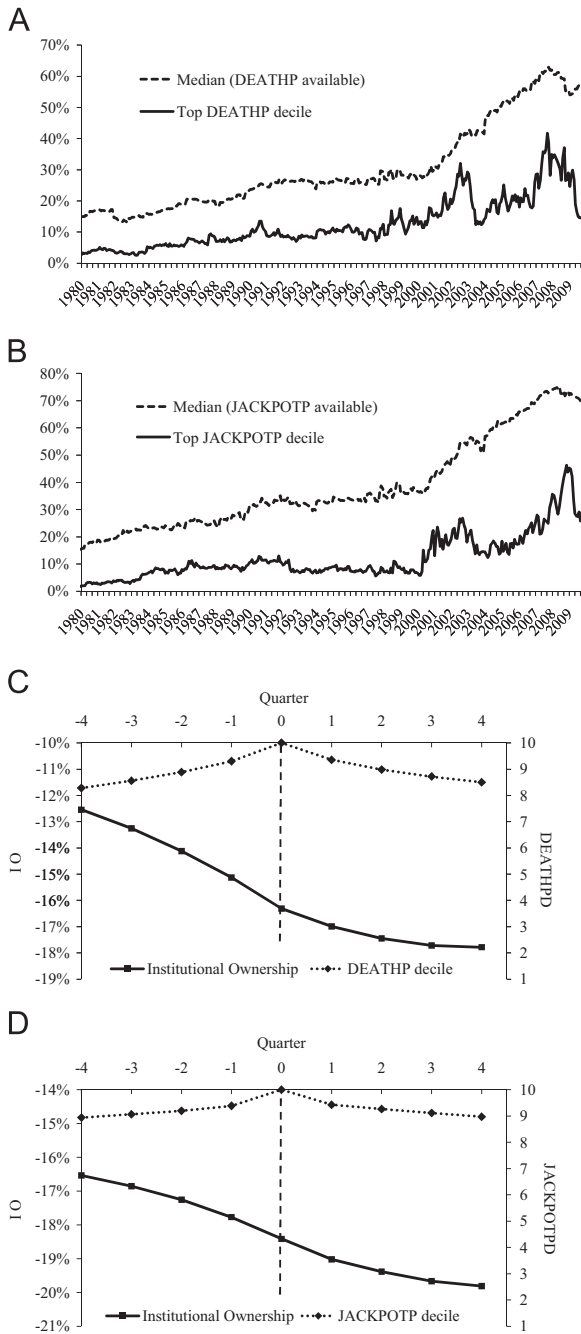 A
70%
60%
50%
40%
30%
20%
10%
0%
Median (DEATHP available)
Top DEATHP decile
1980 1981 1982 1983 1984 1985 1986 1987 1988 1989 1990 1991 1992 1993 1994 1995 1996 1997 1998 1999 2000 2001 2002 2003 2004 2005 2006 2007 2008 2009
B
80%
70%
60%
50%
40%
30%
20%
10%
0%
Median (JACKPOTP available)
Top JACKPOTP decile
1980 1981 1982 1983 1984 1985 1986 1987 1988 1989 1990 1991 1992 1993 1994 1995 1996 1997 1998 1999 2000 2001 2002 2003 2004 2005 2006 2007 2008 2009
C
Quarter
-4 -3 -2 -1 0 1 2 3 4
-10%
-11%
-12%
-13%
-14%
-15%
-16%
-17%
-18%
-19%
IO
10
9
8
7
6
5
4
3
2
1
DEATHPD
Institutional Ownership
DEATHP decile
D
Quarter
-4 -3 -2 -1 0 1 2 3 4
-14%
-15%
-16%
-17%
-18%
-19%
-20%
-21%
IO
10
9
8
7
6
5
4
3
2
1
JACKPOTPD
Institutional Ownership
JACKPOTP decile